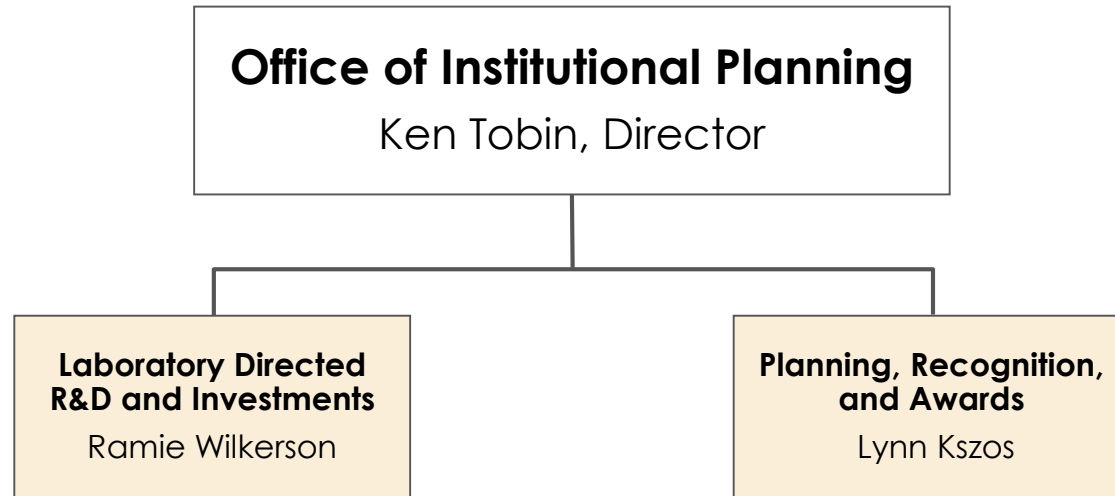 Office of Institutional Planning
Ken Tobin, Director
Laboratory Directed
R&D and Investments
Ramie Wilkerson
Planning, Recognition,
and Awards
Lynn Kszos